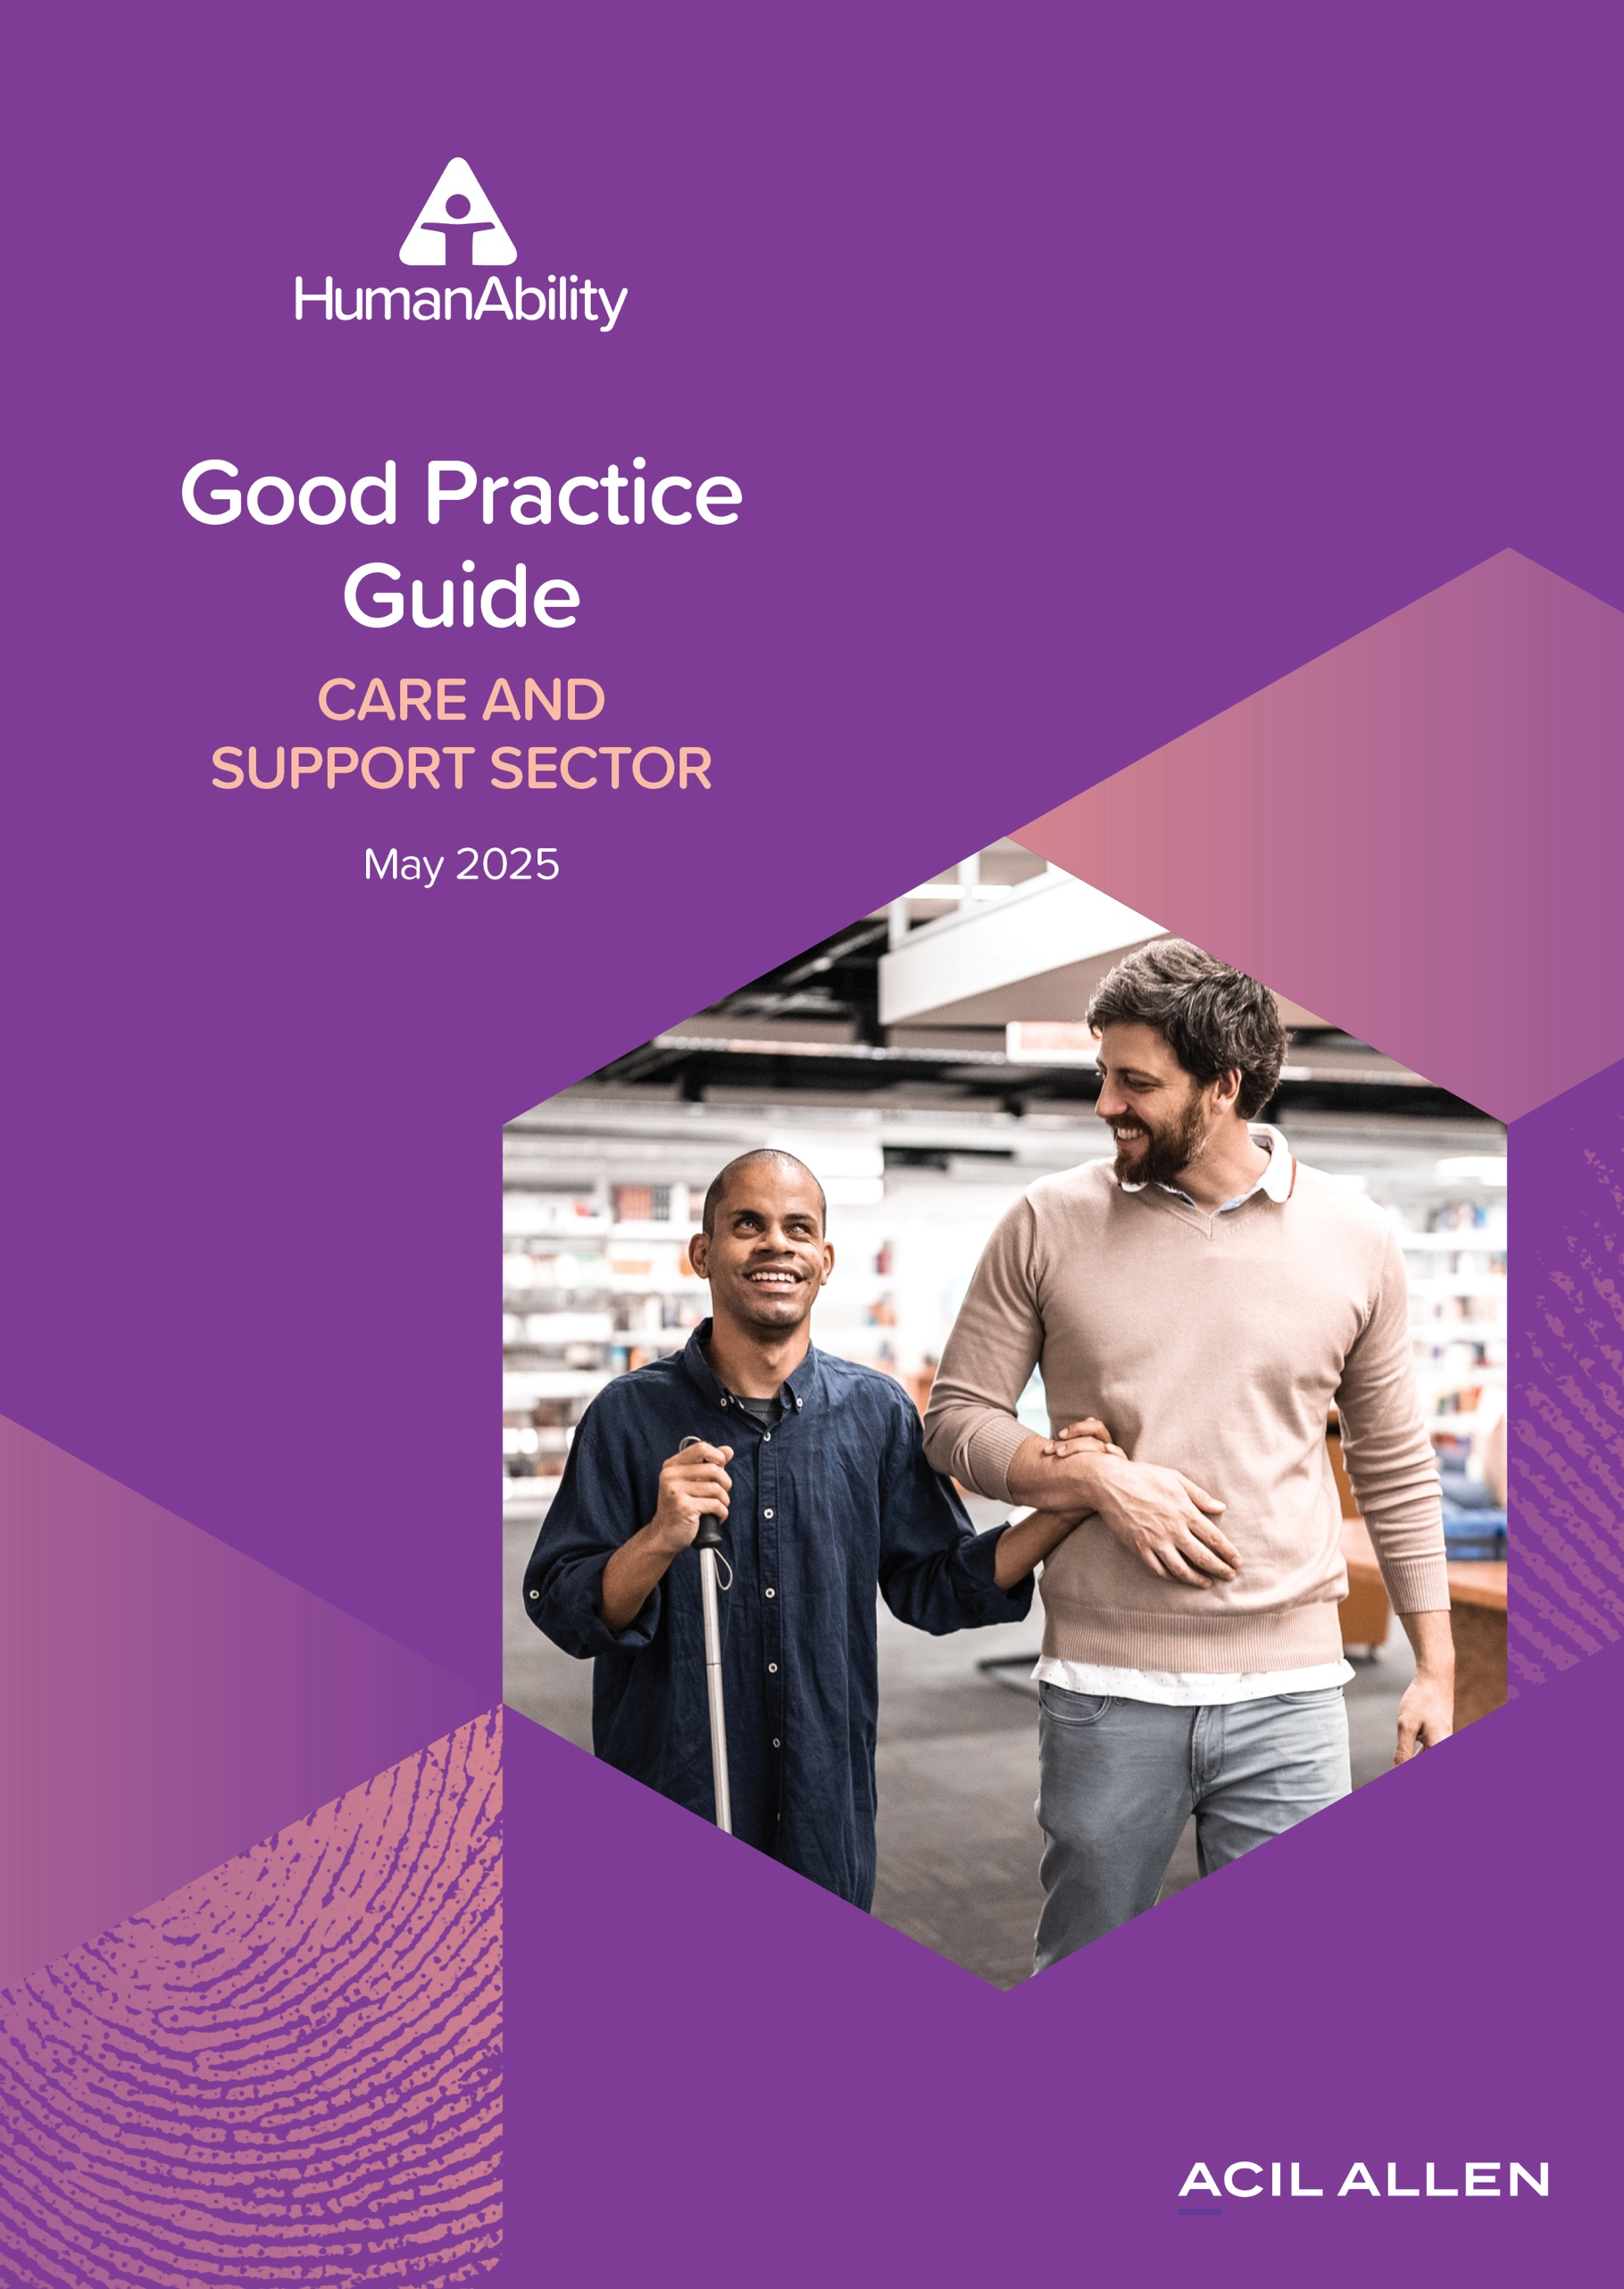 HumanAbility
Good Practice
Guide
CARE AND
SUPPORT SECTOR
May 2025
ACIL ALLEN